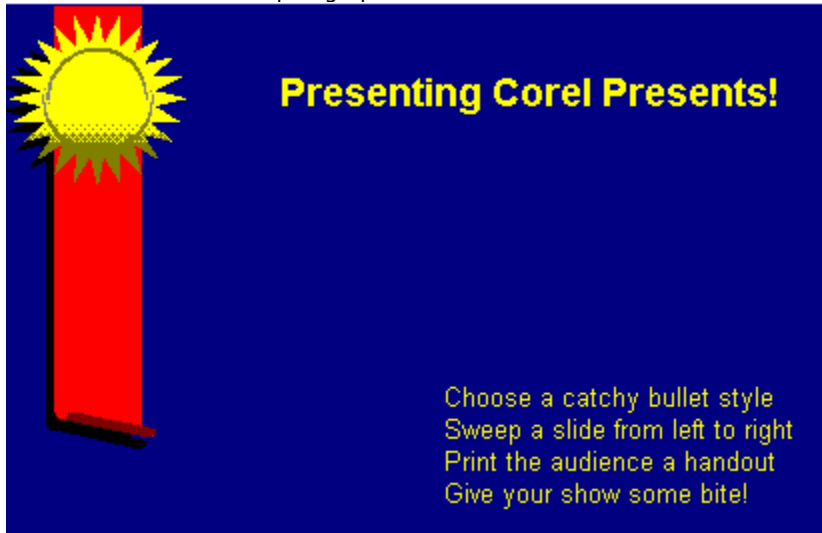 Presenting Corel Presents!
Choose a catchy bullet style
Sweep a slide from left to right
Print the audience a handout
Give your show some bite!